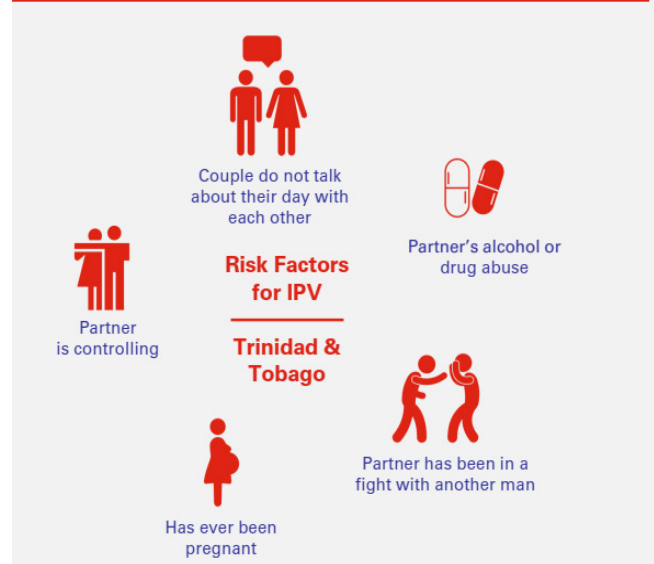 Couple do not talk
about their day with
each other
Partner's alcohol or
drug abuse
Risk Factors
for IPV
Partner
is controlling
Trinidad &
Tobago
Partner has been in a
fight with another man
Has ever been
pregnant